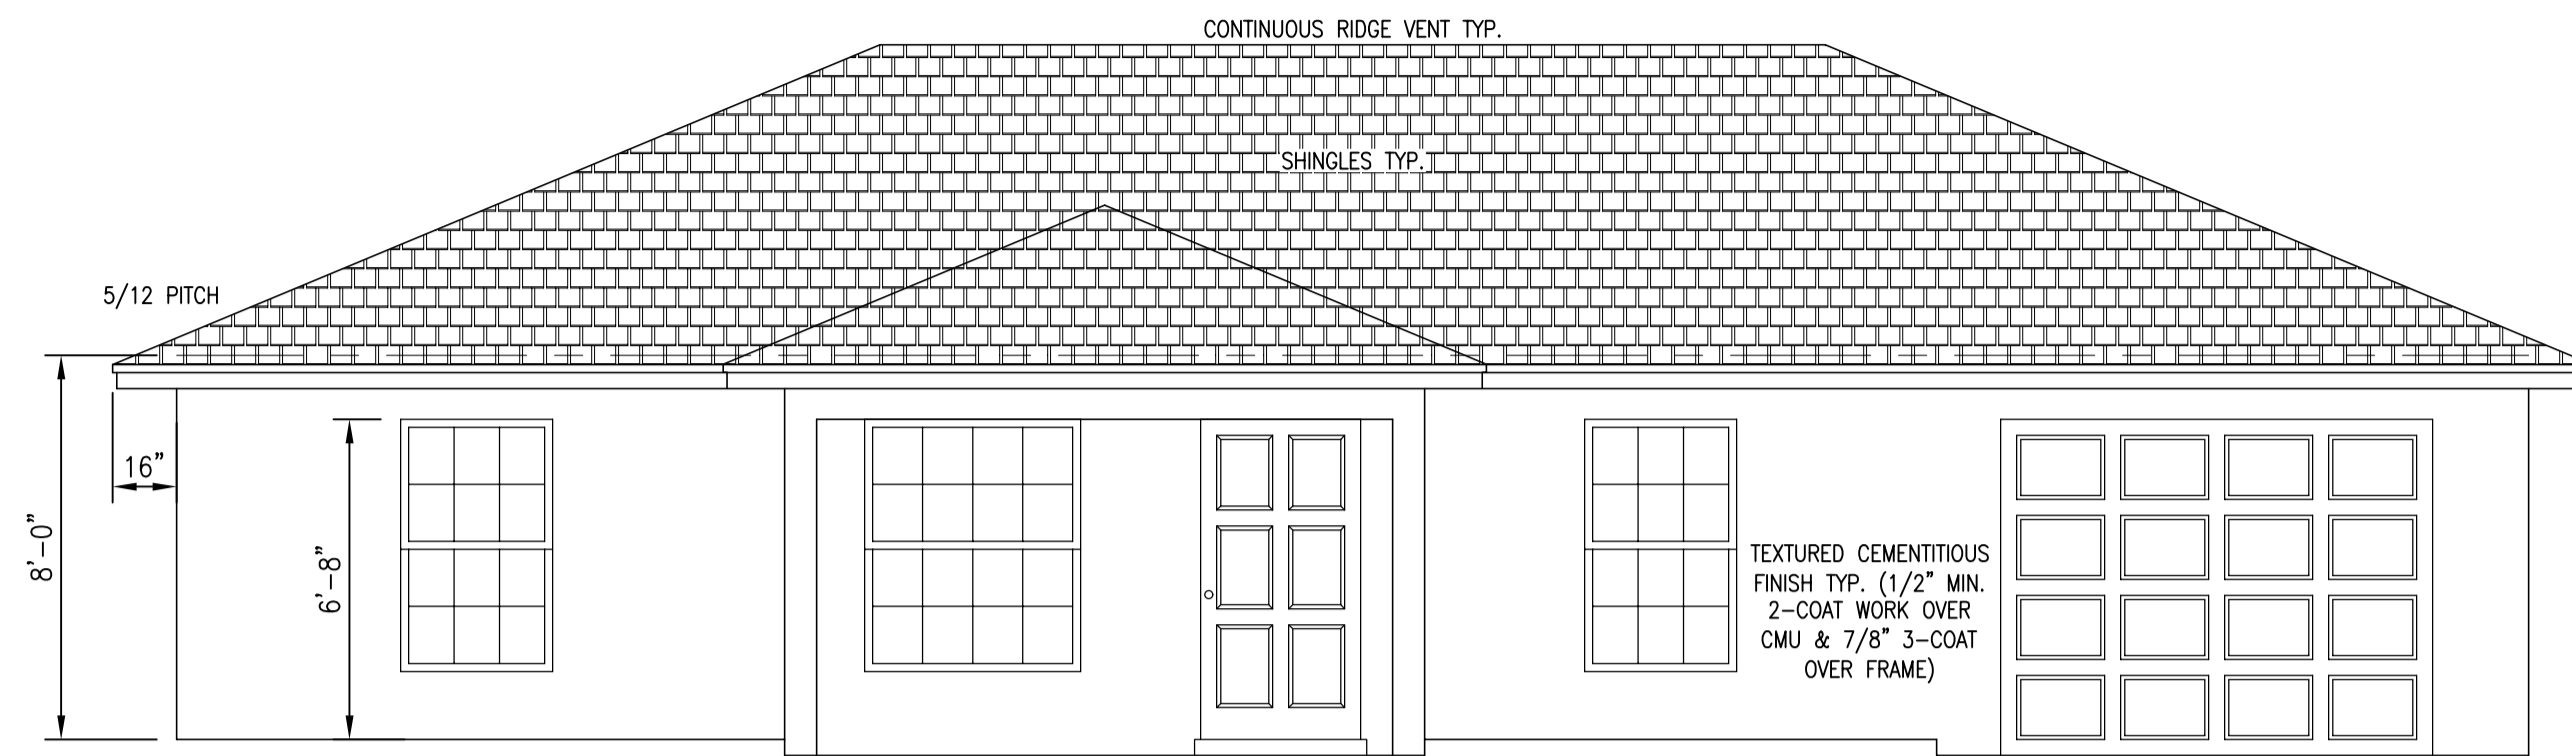 CONTINUOUS RIDGE VENT TYP.
SHINGLES TYP.
5/12 PITCH
16"
8'-0"
6'-8"
TEXTURED CEMENTITIOUS
FINISH TYP. (1/2" MIN.
2-COAT WORK OVER
CMU & 7/8" 3-COAT
OVER FRAME)